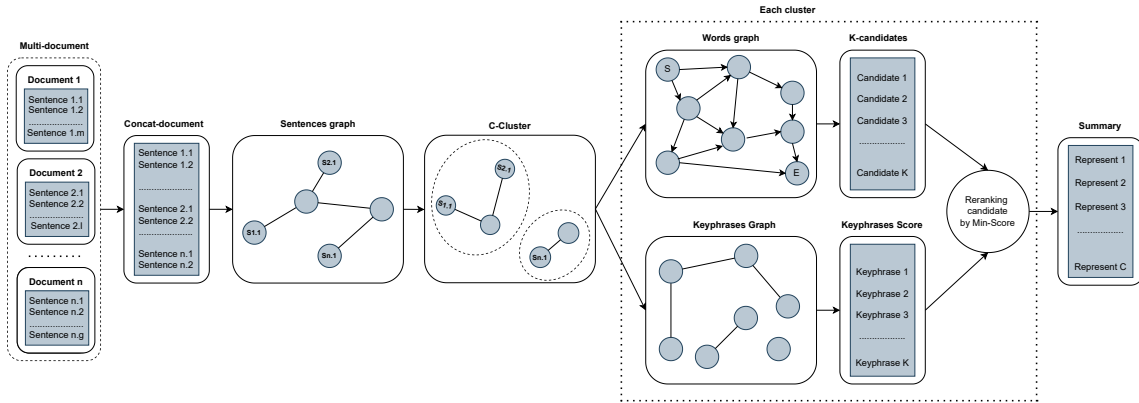 Each cluster
Multi-document
Document 1
Sentence 1.1
Sentence 1.2
.....................
Sentence 1.m
Document 2
Sentence 2.1
Sentence 2.2
.....................
Sentence 2.l
. . . . . . . .
Document n
Sentence n.1
Sentence n.2
.....................
Sentence n.g
Concat-document
Sentence 1.1
Sentence 1.2
.....................
Sentence 2.1
Sentence 2.2
.....................
Sentence n.1
Sentence n.2
Sentences graph
S2.1
S1.1
Sn.1
C-Cluster
S2.1
S1.1
Sn.1
Words graph
S
E
K-candidates
Candidate 1
Candidate 2
Candidate 3
.....................
Candidate K
Keyphrases Graph
Keyphrases Score
Keyphrase 1
Keyphrase 2
Keyphrase 3
.....................
Keyphrase K
Reranking
candidate
by Min-Score
Summary
Represent 1
Represent 2
Represent 3
.....................
Represent C